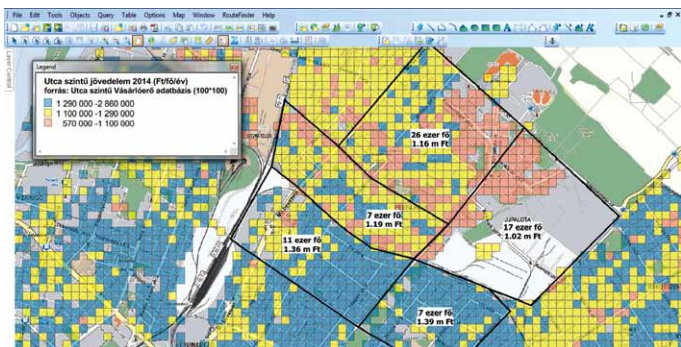 File Edit Tools Objects Query Table Options Map Window RouteFinder Help
Layer Control
Legend
Utca szintű jövedelem 2014 (Ft/fő/év)
forrás: Utca szintű Vásárlóerő adatbázis (100*100)
1 290 000 -2 860 000
1 100 000 -1 290 000
570 000 -1 100 000
26 ezer fő
1.16 m Ft
7 ezer fő
1.19 m Ft
ÚJPALOTA
17 ezer fő
1.02 m Ft
11 ezer fő
1.36 m Ft
7 ezer fő
1.39 m Ft